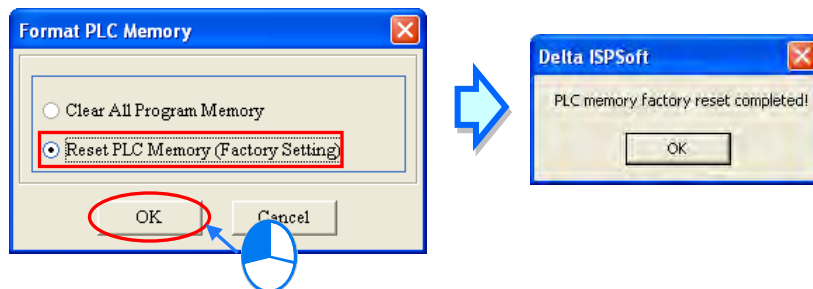 Format PLC Memory
Clear All Program Memory
Reset PLC Memory (Factory Setting)
OK
Cancel
Delta ISPSoft
PLC memory factory reset completed!
OK